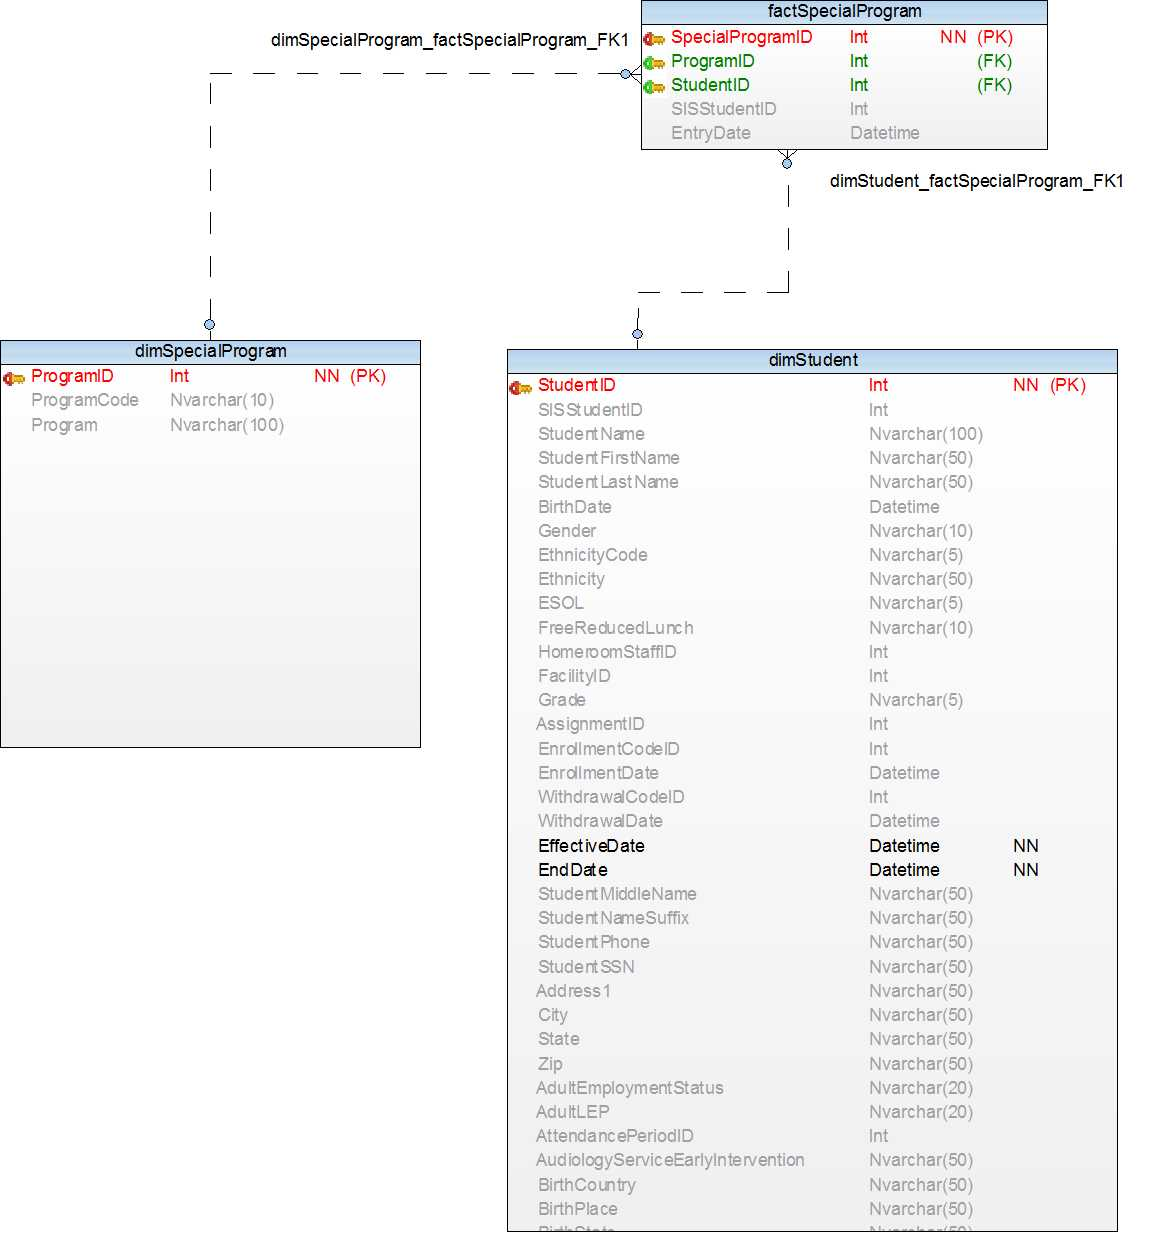 factSpecialProgram
dimSpecialProgram_factSpecialProgram_FK1
SpecialProgramID Int NN (PK)
ProgramID Int (FK)
StudentID Int (FK)
SISStudentID Int
EntryDate Datetime
dimStudent_factSpecialProgram_FK1
dimSpecialProgram
ProgramID Int NN (PK)
ProgramCode Nvarchar(10)
Program Nvarchar(100)
dimStudent
StudentID Int NN (PK)
SISStudentID Int
StudentName Nvarchar(100)
StudentFirstName Nvarchar(50)
StudentLastName Nvarchar(50)
BirthDate Datetime
Gender Nvarchar(10)
EthnicityCode Nvarchar(5)
Ethnicity Nvarchar(50)
ESOL Nvarchar(5)
FreeReducedLunch Nvarchar(10)
HomeroomStaffID Int
FacilityID Int
Grade Nvarchar(5)
AssignmentID Int
EnrollmentCodeID Int
EnrollmentDate Datetime
WithdrawalCodeID Int
WithdrawalDate Datetime
EffectiveDate Datetime NN
EndDate Datetime NN
StudentMiddleName Nvarchar(50)
StudentNameSuffix Nvarchar(50)
StudentPhone Nvarchar(50)
StudentSSN Nvarchar(50)
Address1 Nvarchar(50)
City Nvarchar(50)
State Nvarchar(50)
Zip Nvarchar(50)
AdultEmploymentStatus Nvarchar(20)
AdultLEP Nvarchar(20)
AttendancePeriodID Int
AudiologyServiceEarlyIntervention Nvarchar(50)
BirthCountry Nvarchar(50)
BirthPlace Nvarchar(50)